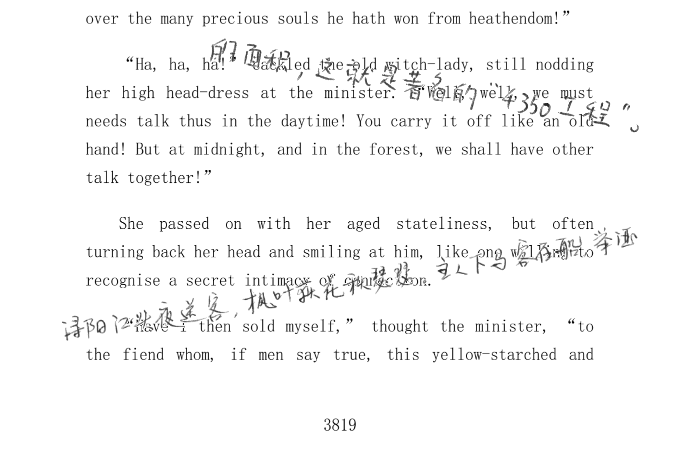 over the many precious souls he hath won from heathendom!”
“Ha, ha, ha!” cackled the old witch-lady, still nodding
用面积，这就是著名的“4350工程”。
her high head-dress at the minister. “Well, well, we must
needs talk thus in the daytime! You carry it off like an old
hand! But at midnight, and in the forest, we shall have other
talk together!”
She passed on with her aged stateliness, but often
turning back her head and smiling at him, like one willing to
recognise a secret intimacy of connection.
浔阳江头夜送客，枫叶荻花秋瑟瑟。主人下马客在船，举酒
“Have I then sold myself,” thought the minister, “to
the fiend whom, if men say true, this yellow-starched and
3819